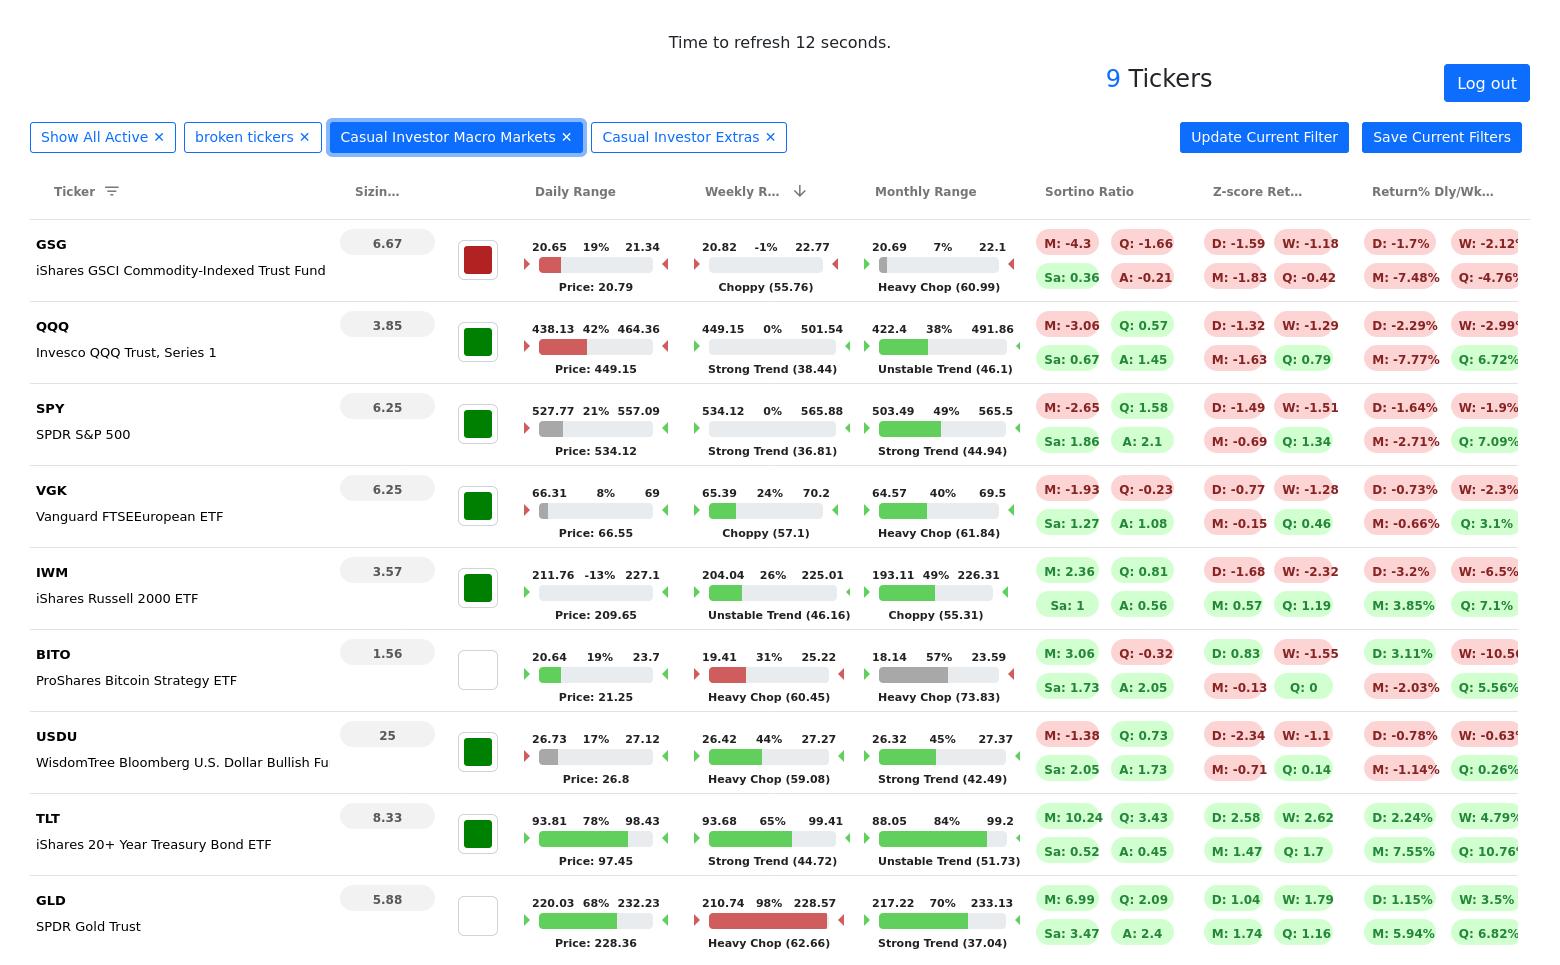 Time to refresh 12 seconds.
9 Tickers
Log out
Show All Active ✕ broken tickers ✕ Casual Investor Macro Markets ✕ Casual Investor Extras ✕ Update Current Filter Save Current Filters
Ticker Sizin... Daily Range Weekly R... Monthly Range Sortino Ratio Z-score Ret... Return% Dly/Wk...
GSG 6.67 20.65 19% 21.34 20.82 -1% 22.77 20.69 7% 22.1 M: -4.3 Q: -1.66 D: -1.59 W: -1.18 D: -1.7% W: -2.12%
iShares GSCI Commodity-Indexed Trust Fund Price: 20.79 Choppy (55.76) Heavy Chop (60.99) Sa: 0.36 A: -0.21 M: -1.83 Q: -0.42 M: -7.48% Q: -4.76%
QQQ 3.85 438.13 42% 464.36 449.15 0% 501.54 422.4 38% 491.86 M: -3.06 Q: 0.57 D: -1.32 W: -1.29 D: -2.29% W: -2.99%
Invesco QQQ Trust, Series 1 Price: 449.15 Strong Trend (38.44) Unstable Trend (46.1) Sa: 0.67 A: 1.45 M: -1.63 Q: 0.79 M: -7.77% Q: 6.72%
SPY 6.25 527.77 21% 557.09 534.12 0% 565.88 503.49 49% 565.5 M: -2.65 Q: 1.58 D: -1.49 W: -1.51 D: -1.64% W: -1.9%
SPDR S&P 500 Price: 534.12 Strong Trend (36.81) Strong Trend (44.94) Sa: 1.86 A: 2.1 M: -0.69 Q: 1.34 M: -2.71% Q: 7.09%
VGK 6.25 66.31 8% 69 65.39 24% 70.2 64.57 40% 69.5 M: -1.93 Q: -0.23 D: -0.77 W: -1.28 D: -0.73% W: -2.3%
Vanguard FTSEEuropean ETF Price: 66.55 Choppy (57.1) Heavy Chop (61.84) Sa: 1.27 A: 1.08 M: -0.15 Q: 0.46 M: -0.66% Q: 3.1%
IWM 3.57 211.76 -13% 227.1 204.04 26% 225.01 193.11 49% 226.31 M: 2.36 Q: 0.81 D: -1.68 W: -2.32 D: -3.2% W: -6.5%
iShares Russell 2000 ETF Price: 209.65 Unstable Trend (46.16) Choppy (55.31) Sa: 1 A: 0.56 M: 0.57 Q: 1.19 M: 3.85% Q: 7.1%
BITO 1.56 20.64 19% 23.7 19.41 31% 25.22 18.14 57% 23.59 M: 3.06 Q: -0.32 D: 0.83 W: -1.55 D: 3.11% W: -10.56
ProShares Bitcoin Strategy ETF Price: 21.25 Heavy Chop (60.45) Heavy Chop (73.83) Sa: 1.73 A: 2.05 M: -0.13 Q: 0 M: -2.03% Q: 5.56%
USDU 25 26.73 17% 27.12 26.42 44% 27.27 26.32 45% 27.37 M: -1.38 Q: 0.73 D: -2.34 W: -1.1 D: -0.78% W: -0.63%
WisdomTree Bloomberg U.S. Dollar Bullish Fu Price: 26.8 Heavy Chop (59.08) Strong Trend (42.49) Sa: 2.05 A: 1.73 M: -0.71 Q: 0.14 M: -1.14% Q: 0.26%
TLT 8.33 93.81 78% 98.43 93.68 65% 99.41 88.05 84% 99.2 M: 10.24 Q: 3.43 D: 2.58 W: 2.62 D: 2.24% W: 4.79%
iShares 20+ Year Treasury Bond ETF Price: 97.45 Strong Trend (44.72) Unstable Trend (51.73) Sa: 0.52 A: 0.45 M: 1.47 Q: 1.7 M: 7.55% Q: 10.76%
GLD 5.88 220.03 68% 232.23 210.74 98% 228.57 217.22 70% 233.13 M: 6.99 Q: 2.09 D: 1.04 W: 1.79 D: 1.15% W: 3.5%
SPDR Gold Trust Price: 228.36 Heavy Chop (62.66) Strong Trend (37.04) Sa: 3.47 A: 2.4 M: 1.74 Q: 1.16 M: 5.94% Q: 6.82%